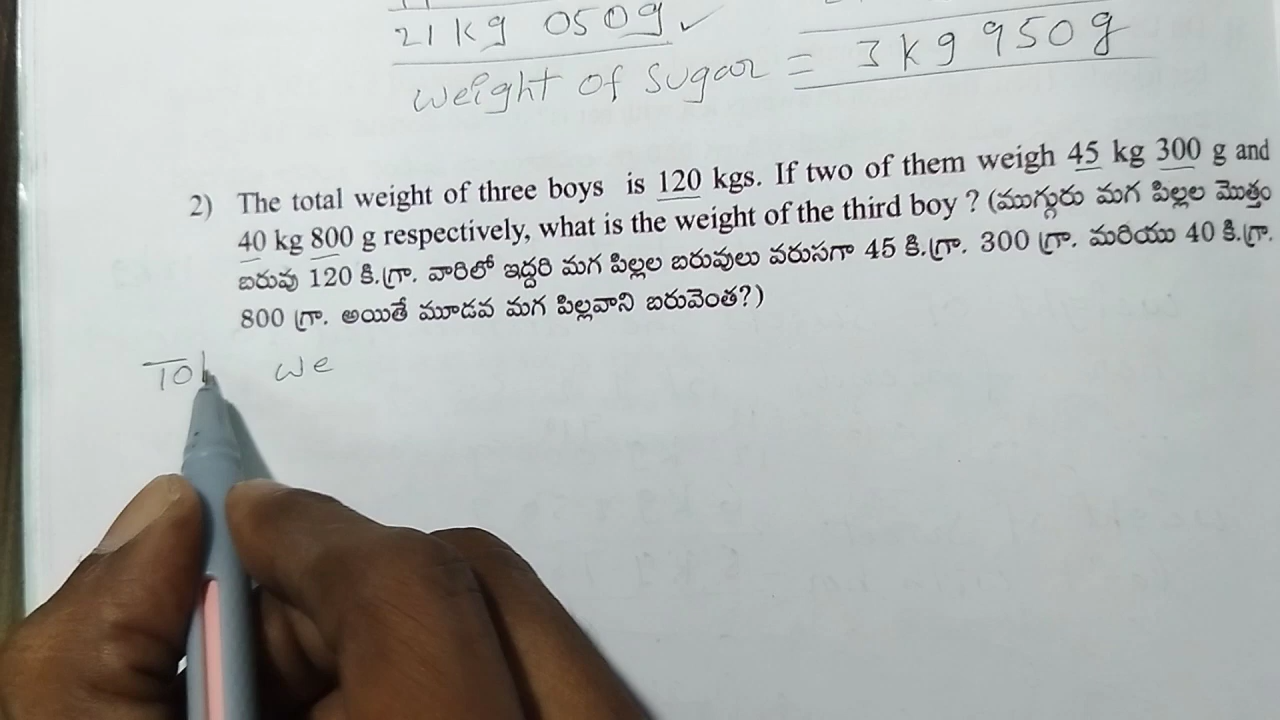 21 kg 050g ✓
3 kg 950g
weight of sugar =
2) The total weight of three boys is 120 kgs. If two of them weigh 45 kg 300 g and
40 kg 800 g respectively, what is the weight of the third boy ? (ముగ్గురు మగ పిల్లల మొత్తం
బరువు 120 కి.గ్రా. వారిలో ఇద్దరి మగ పిల్లల బరువులు వరుసగా 45 కి.గ్రా. 300 గ్రా. మరియు 40 కి.గ్రా.
800 గ్రా. అయితే మూడవ మగ పిల్లవాని బరువెంత?)
To we